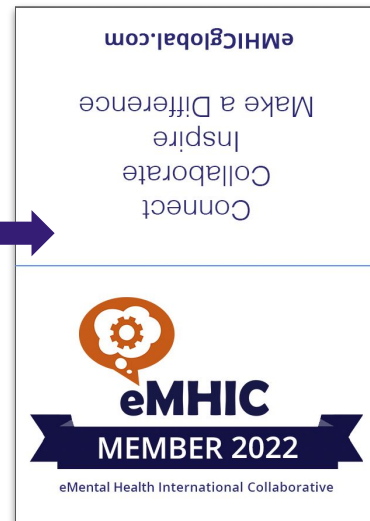 eMHICglobal.com
Make a Difference
Inspire
Collaborate
Connect
eMHIC
MEMBER 2022
eMental Health International Collaborative